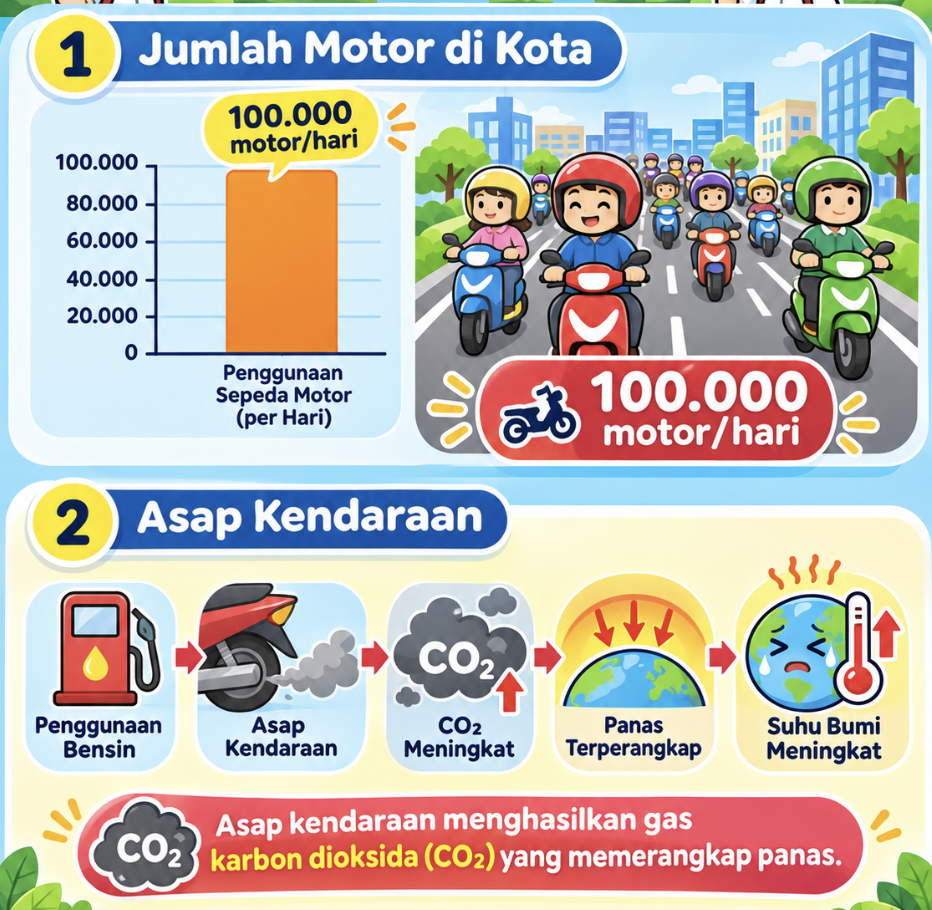 1
Jumlah Motor di Kota
100.000
motor/hari
100.000
80.000
60.000
40.000
20.000
0
Penggunaan
Sepeda Motor
(per Hari)
100.000
motor/hari
2
Asap Kendaraan
Penggunaan
Bensin
Asap
Kendaraan
CO₂
CO₂
Meningkat
Panas
Terperangkap
Suhu Bumi
Meningkat
CO₂
Asap kendaraan menghasilkan gas
karbon dioksida (CO₂) yang memerangkap panas.